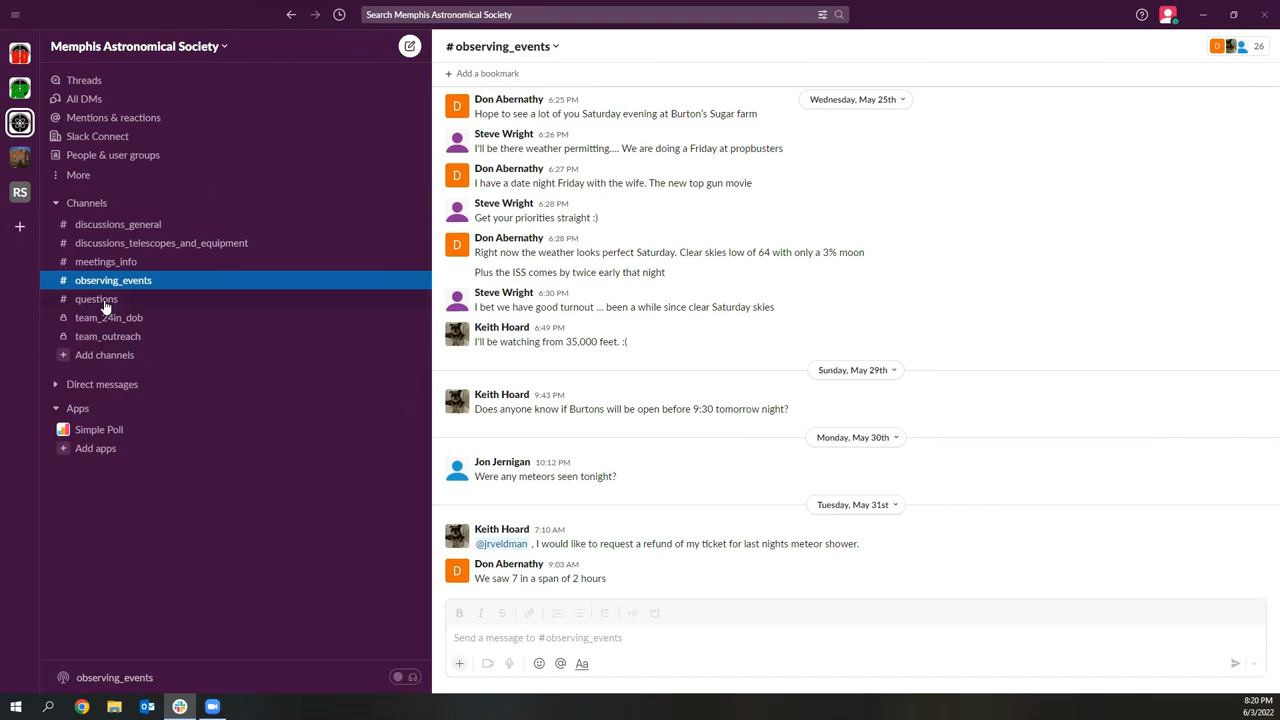 Search Memphis Astronomical Society
Memphis Astronomical Society
RS
Threads
All DMs
Mentions & reactions
Slack Connect
People & user groups
More
Channels
# discussions_general
# discussions_telescopes_and_equipment
# meetings_info
# observing_events
# questions
team_24in_dob
team_outreach
+ Add channels
Direct messages
Apps
Simple Poll
+ Add apps
observing_events
# observing_events
D 26
+ Add a bookmark
Wednesday, May 25th
D Don Abernathy 6:25 PM
Hope to see a lot of you Saturday evening at Burton's Sugar farm
Steve Wright 6:26 PM
I'll be there weather permitting.... We are doing a Friday at propbusters
D Don Abernathy 6:27 PM
I have a date night Friday with the wife. The new top gun movie
Steve Wright 6:28 PM
Get your priorities straight :)
D Don Abernathy 6:28 PM
Right now the weather looks perfect Saturday. Clear skies low of 64 with only a 3% moon
Plus the ISS comes by twice early that night
Steve Wright 6:30 PM
I bet we have good turnout ... been a while since clear Saturday skies
Keith Hoard 6:49 PM
I'll be watching from 35,000 feet. :(
Sunday, May 29th
Keith Hoard 9:43 PM
Does anyone know if Burtons will be open before 9:30 tomorrow night?
Monday, May 30th
Jon Jernigan 10:12 PM
Were any meteors seen tonight?
Tuesday, May 31st
Keith Hoard 7:10 AM
@jrveldman , I would like to request a refund of my ticket for last nights meteor shower.
D Don Abernathy 9:03 AM
We saw 7 in a span of 2 hours
B I S
Send a message to #observing_events
+ @ Aa
8:20 PM
6/3/2022